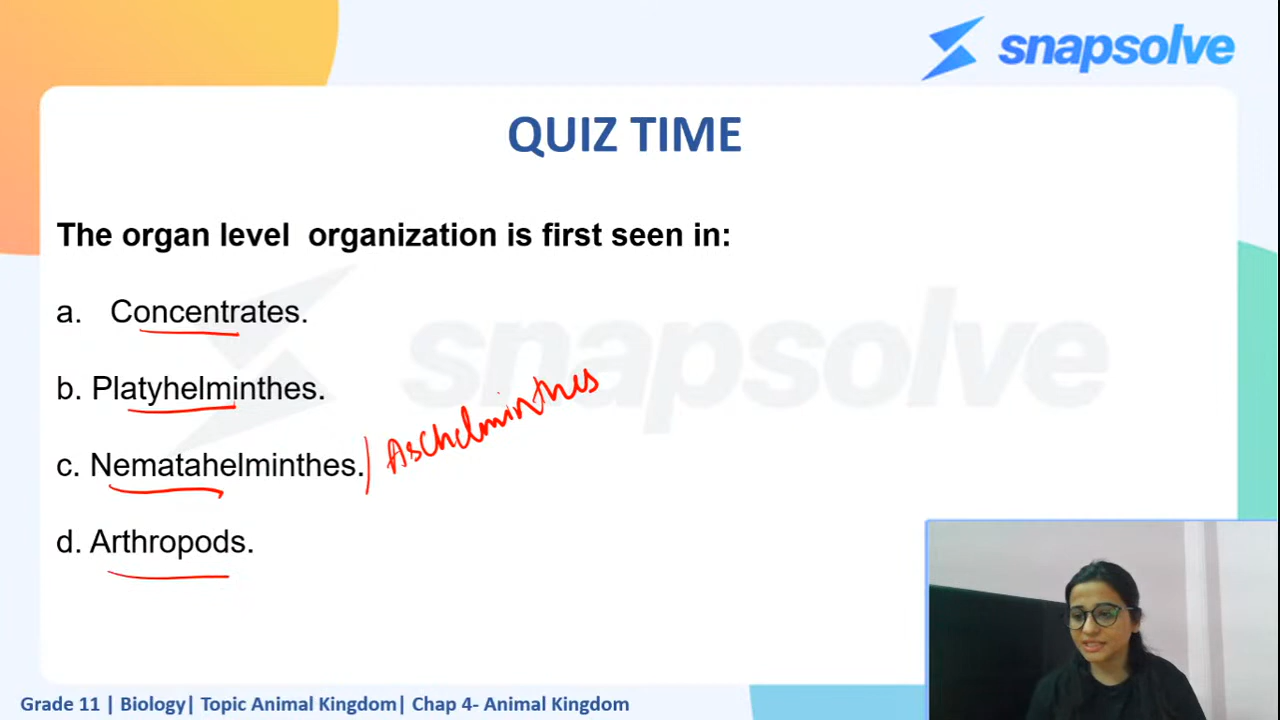 snapsolve
QUIZ TIME
The organ level organization is first seen in:
a. Concentrates.
b. Platyhelminthes.
c. Nematahelminthes. | Aschelminthes
d. Arthropods.
snapsolve
Grade 11 | Biology| Topic Animal Kingdom| Chap 4- Animal Kingdom